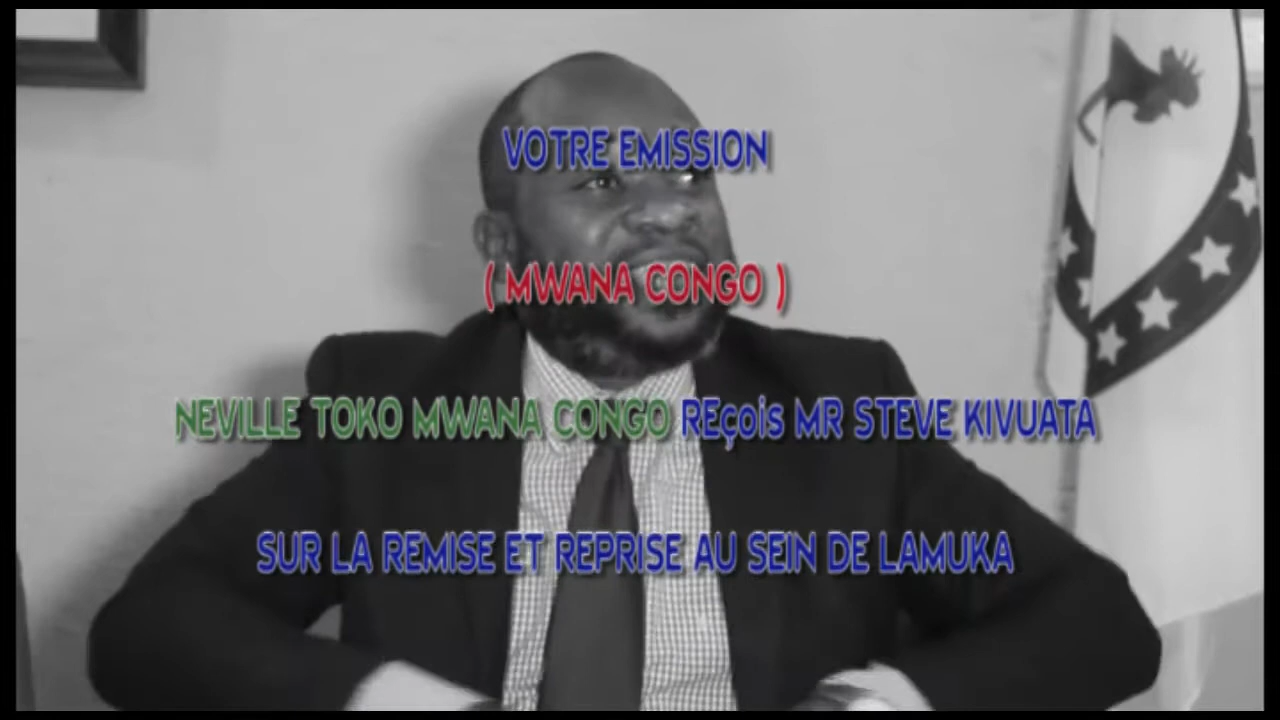 VOTRE EMISSION
( MWANA CONGO )
NEVILLE TOKO MWANA CONGO REçois MR STEVE KIVUATA
SUR LA REMISE ET REPRISE AU SEIN DE LAMUKA